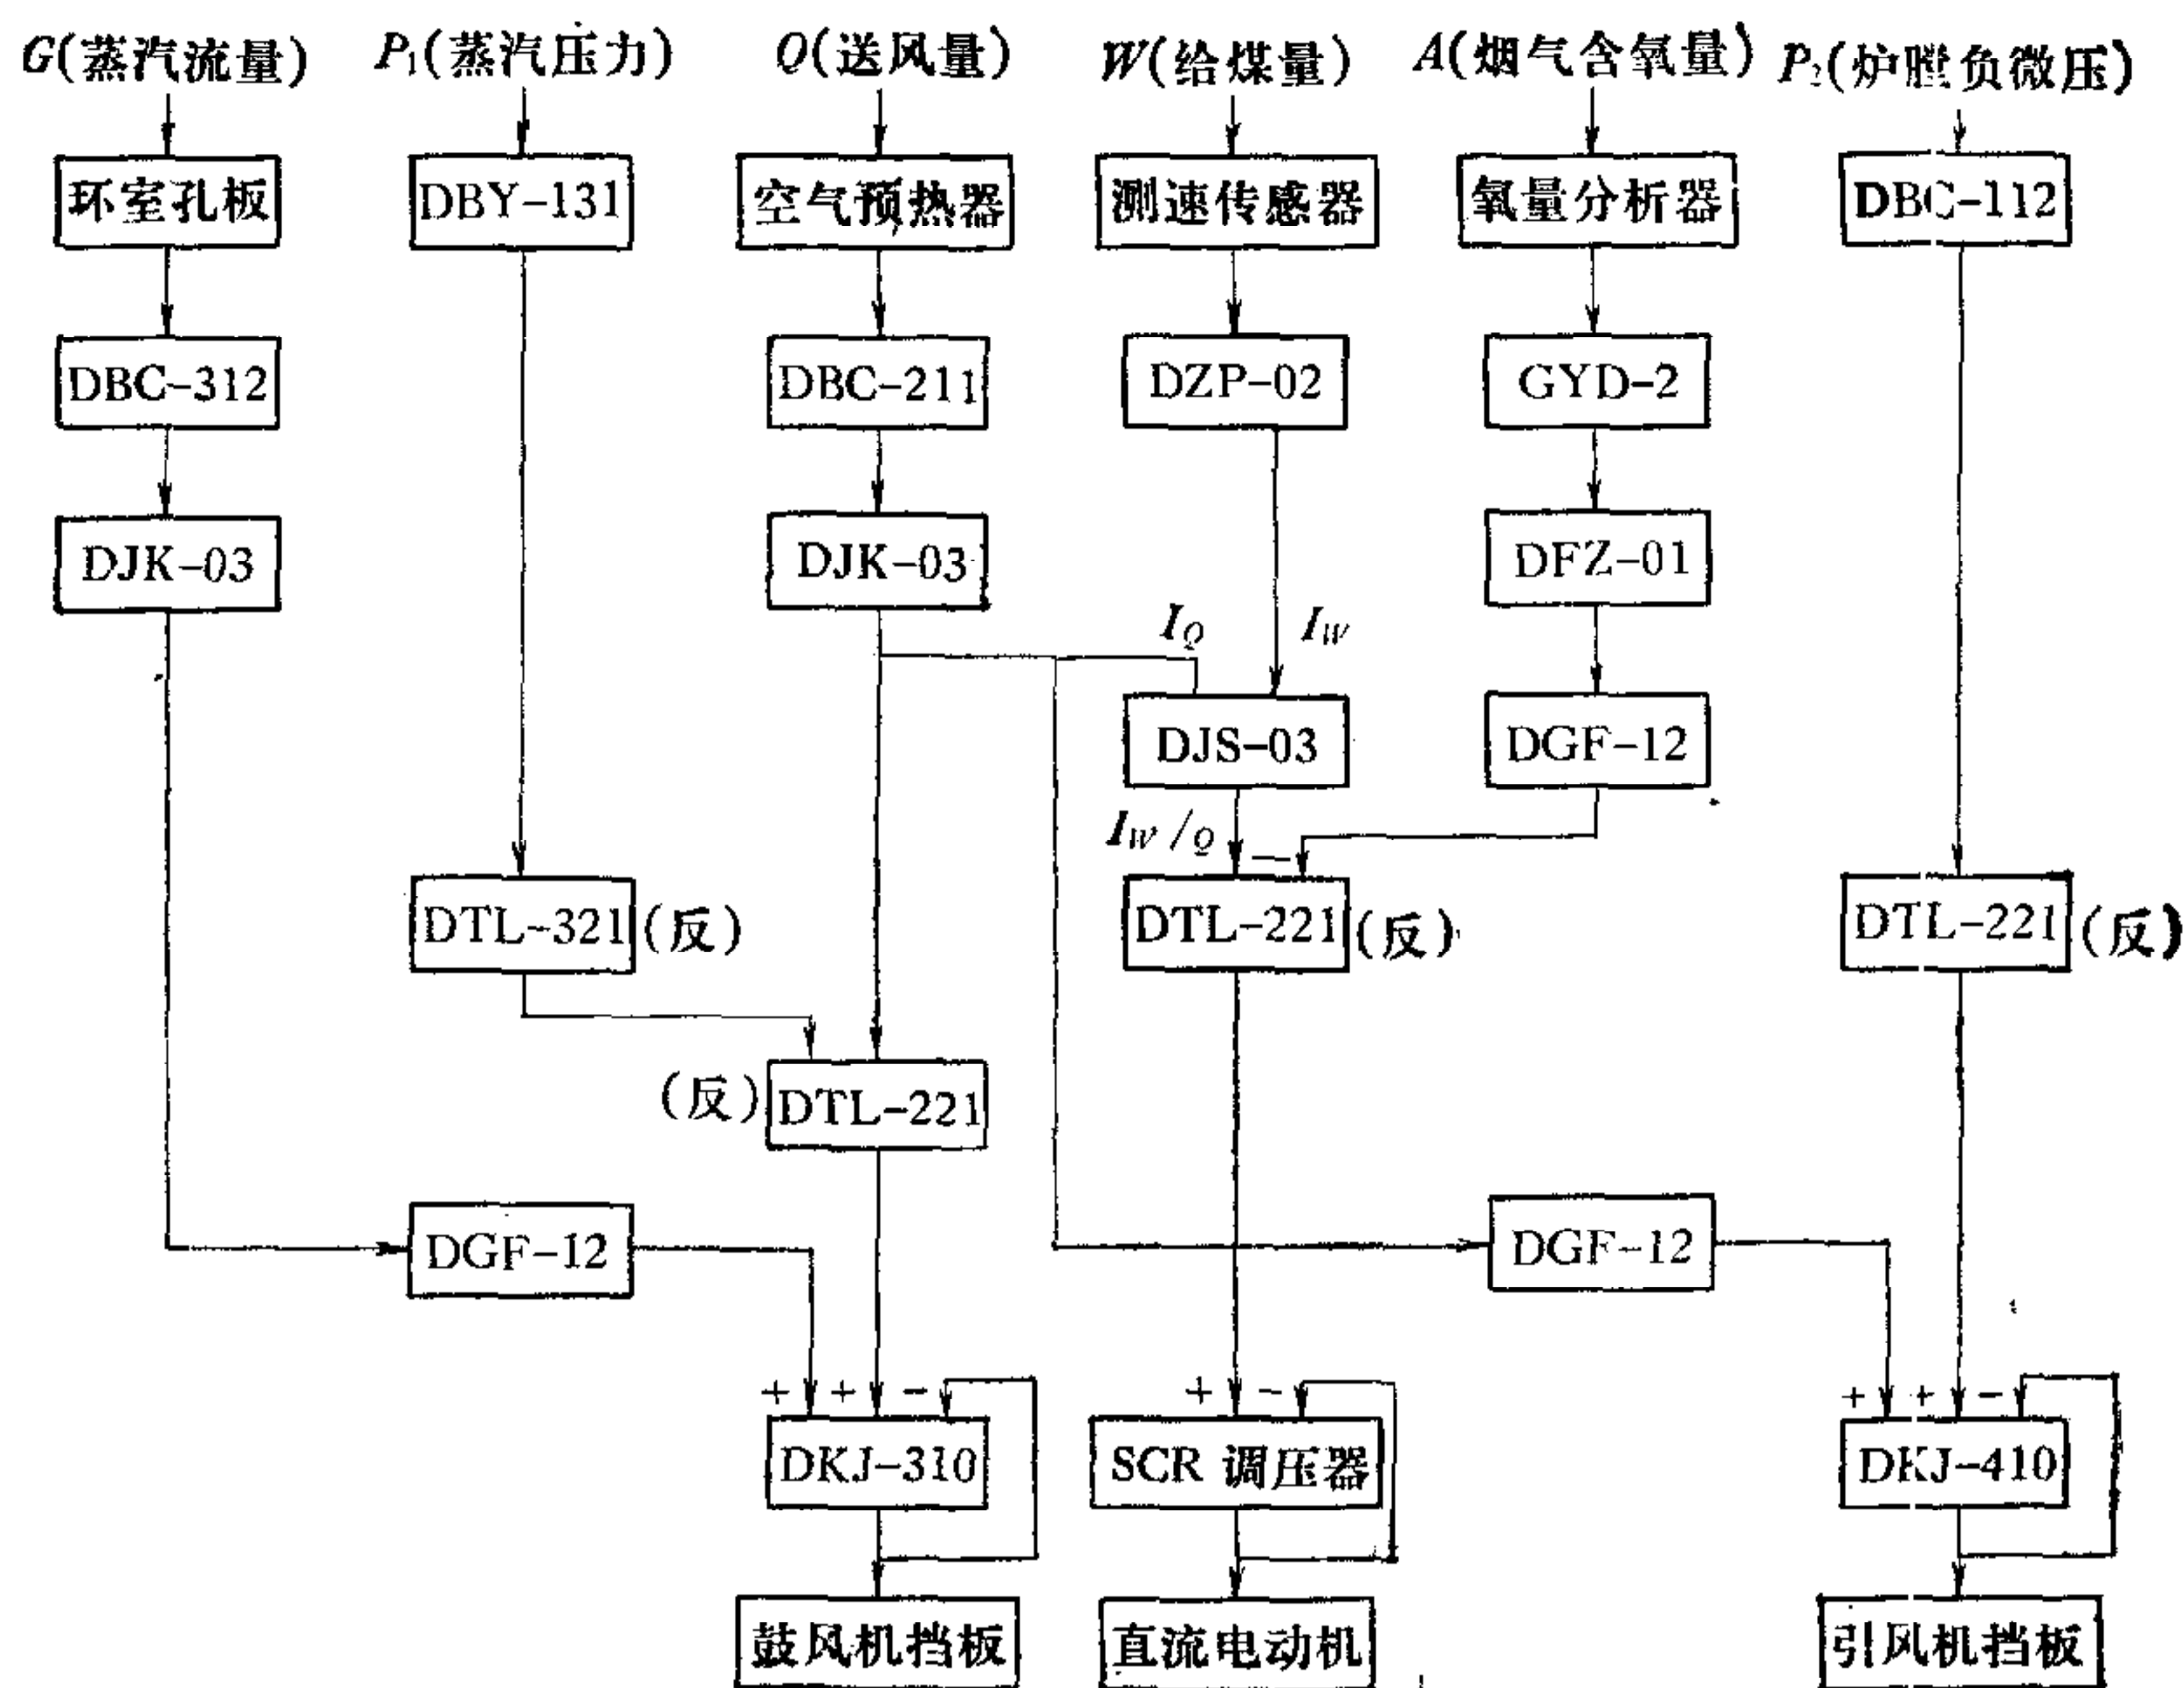 G(蒸汽流量)
P₁(蒸汽压力)
Q(送风量)
W(给煤量)
A(烟气含氧量)
P₂(炉膛负微压)
环室孔板
DBY-131
空气预热器
测速传感器
氧量分析器
DBC-112
DBC-312
DBC-211
DZP-02
GYD-2
DJK-03
DJK-03
DFZ-01
I_Q
I_W
DJS-03
DGF-12
I_W/Q
−
DTL-321
(反)
DTL-221
(反)
DTL-221
(反)
(反)
DTL-221
DGF-12
DGF-12
+ + −
+ −
+ + −
DKJ-310
SCR 调压器
DKJ-410
鼓风机挡板
直流电动机
引风机挡板